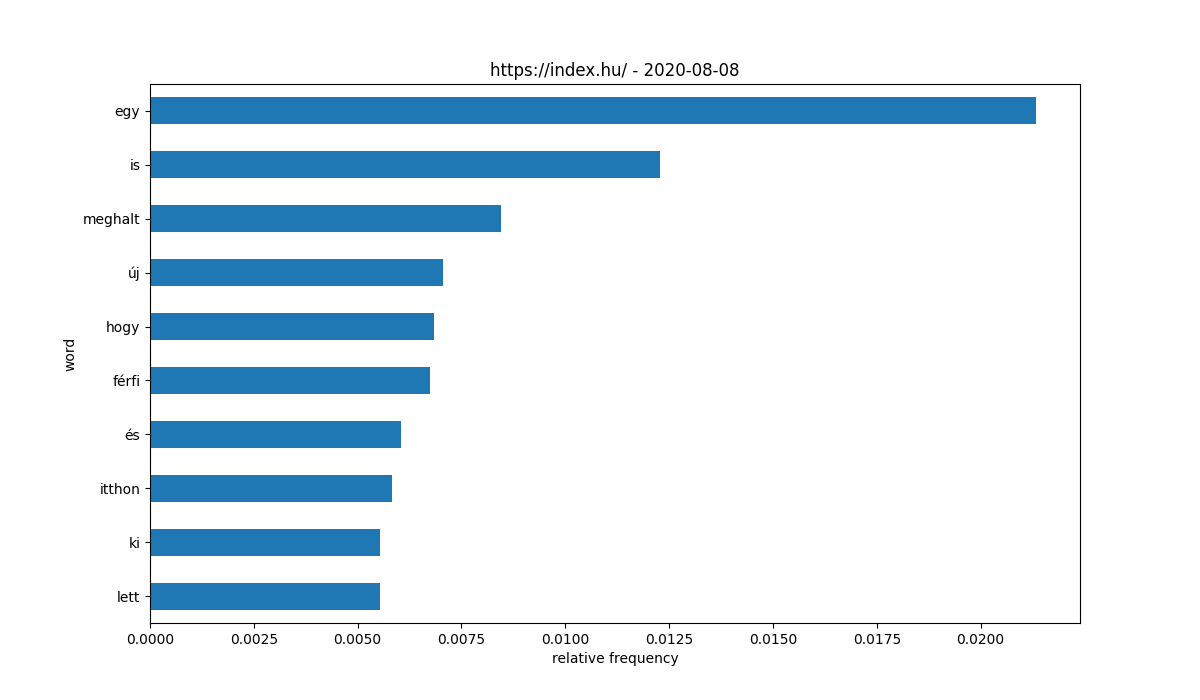 https://index.hu/ - 2020-08-08
egy
is
meghalt
új
hogy
férfi
és
itthon
ki
lett
word
0.0000 0.0025 0.0050 0.0075 0.0100 0.0125 0.0150 0.0175 0.0200
relative frequency